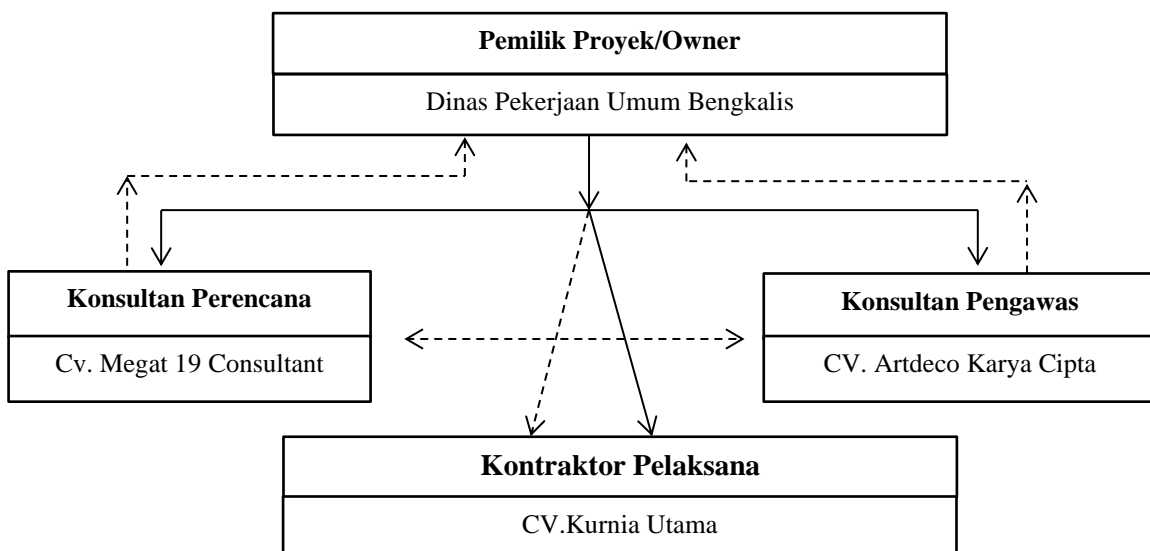 Pemilik Proyek/Owner
Dinas Pekerjaan Umum Bengkalis
Konsultan Perencana
Cv. Megat 19 Consultant
Konsultan Pengawas
CV. Artdeco Karya Cipta
Kontraktor Pelaksana
CV.Kurnia Utama